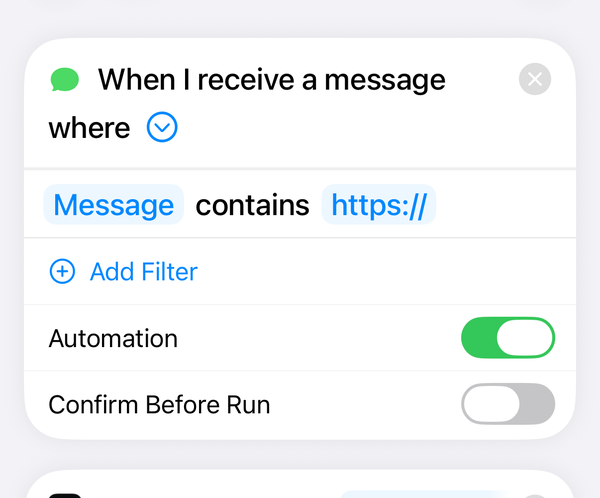 When I receive a message
where
Message contains https://
Add Filter
Automation
Confirm Before Run